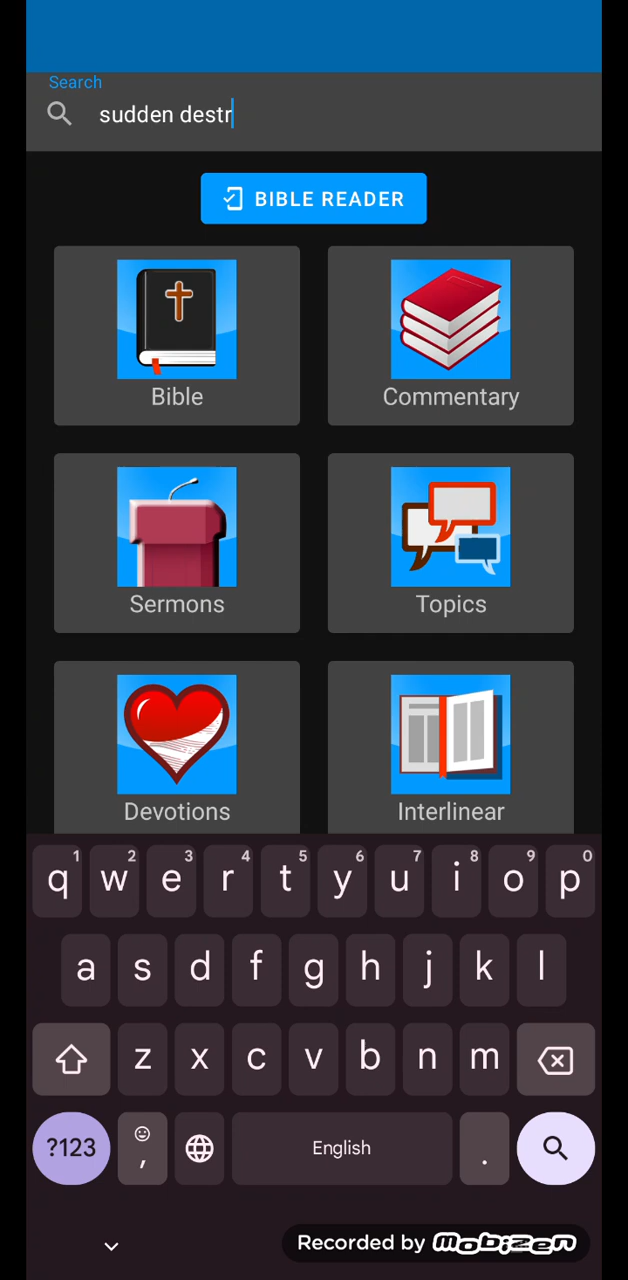 Search
sudden destr
BIBLE READER
Bible
Commentary
Sermons
Topics
Devotions
Interlinear
1 2 3 4 5 6 7 8 9 0
q w e r t y u i o p
a s d f g h j k l
z x c v b n m
?123 , English .
Recorded by mobizen